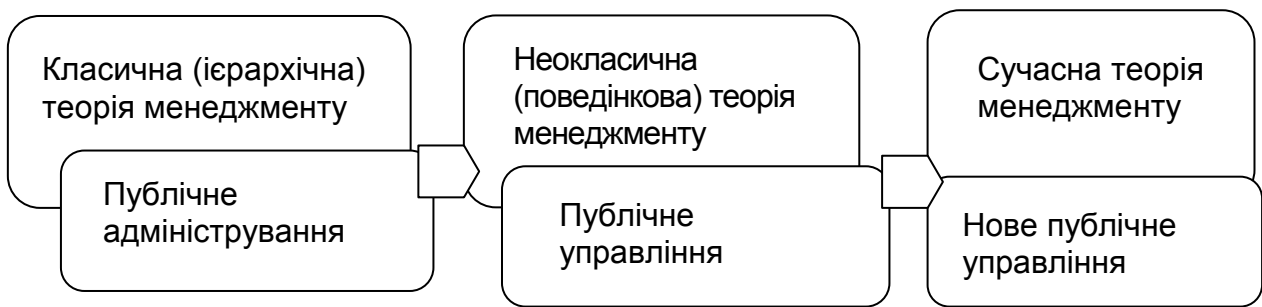 Класична (ієрархічна)
теорія менеджменту
Публічне
адміністрування
Неокласична
(поведінкова) теорія
менеджменту
Публічне
управління
Сучасна теорія
менеджменту
Нове публічне
управління